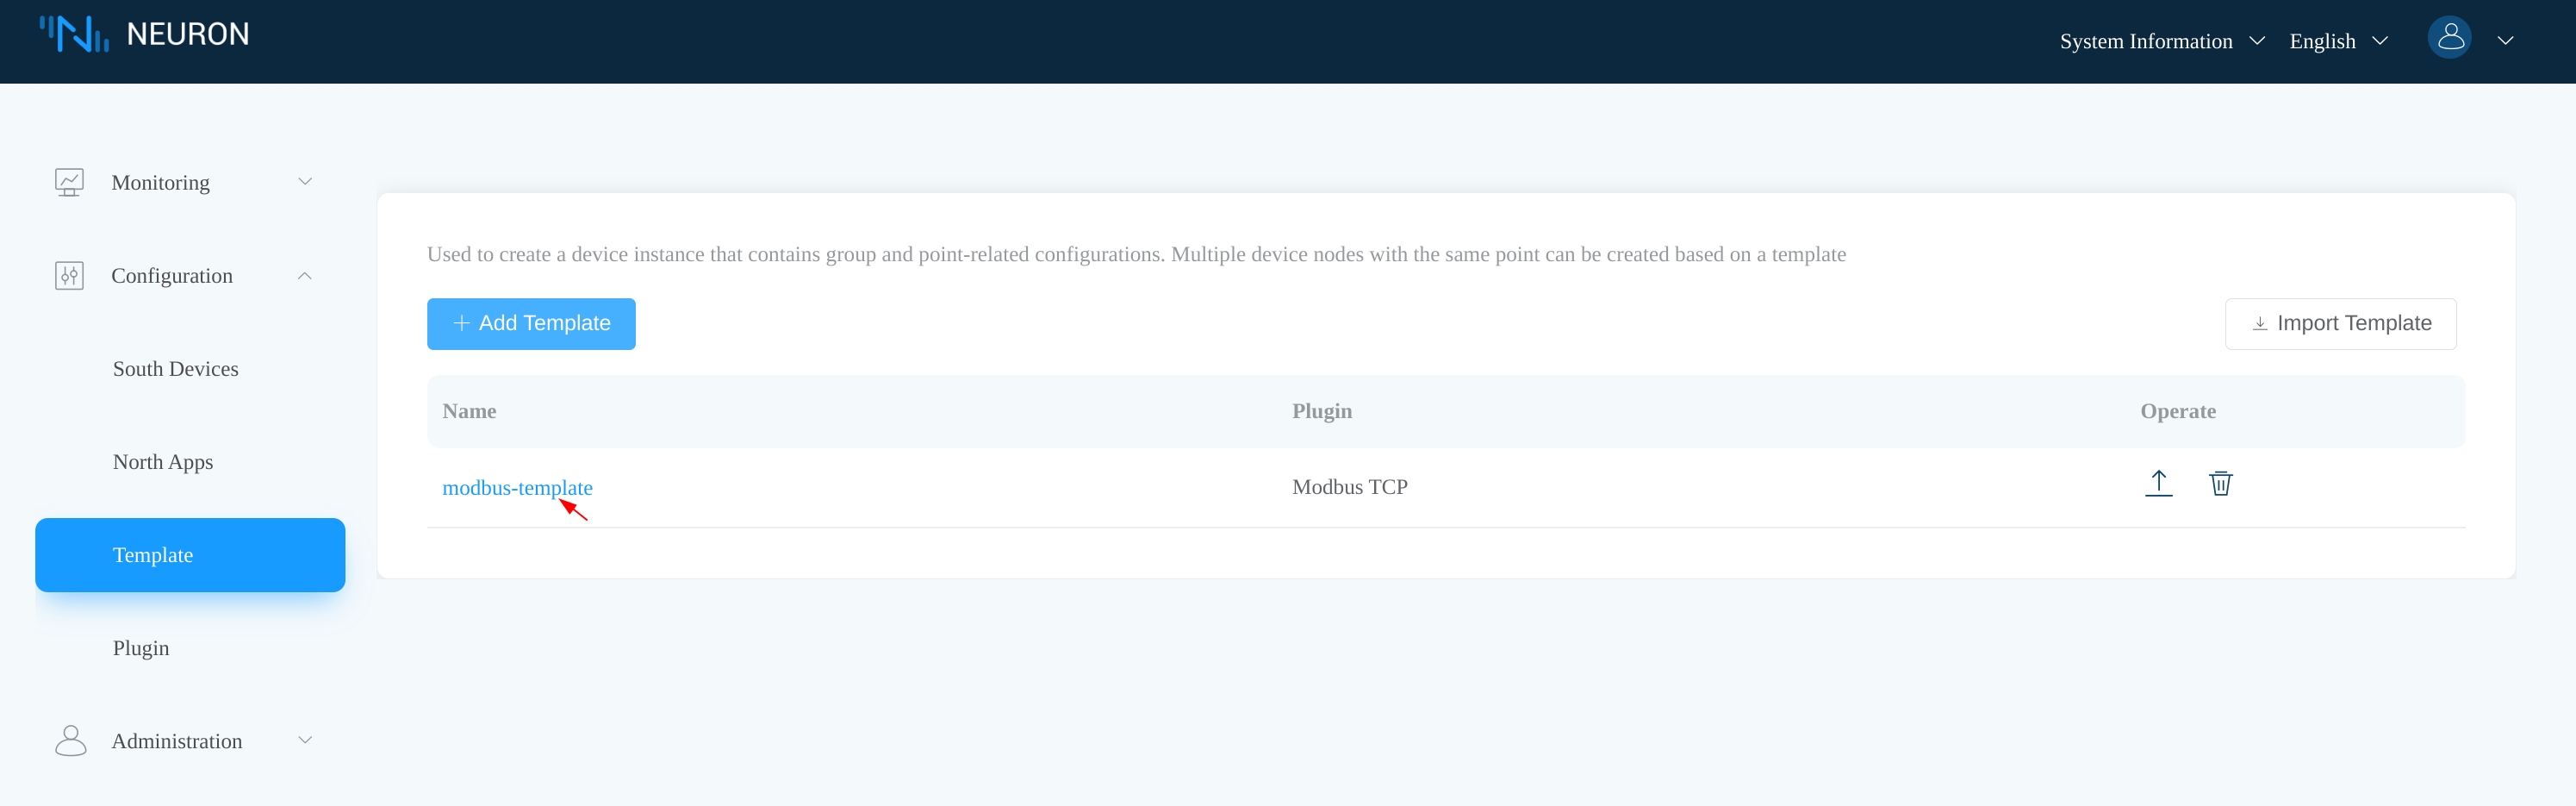 NEURON
System Information English
Monitoring
Configuration
South Devices
North Apps
Template
Plugin
Administration
Used to create a device instance that contains group and point-related configurations. Multiple device nodes with the same point can be created based on a template
Add Template Import Template
Name Plugin Operate
modbus-template Modbus TCP